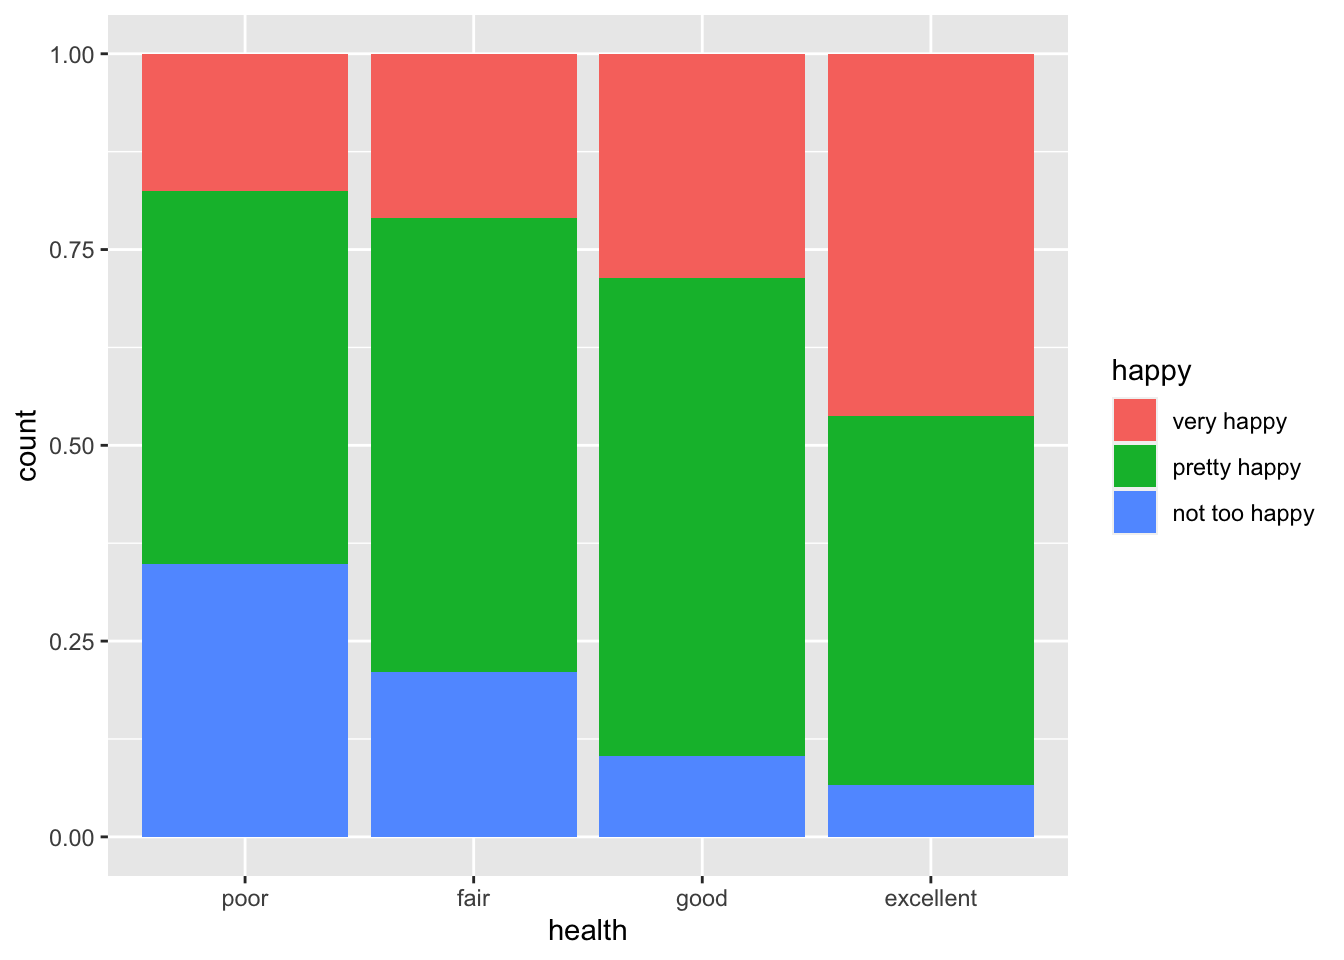 1.00
0.75
0.50
0.25
0.00
count
poor fair good excellent
health
happy
very happy
pretty happy
not too happy